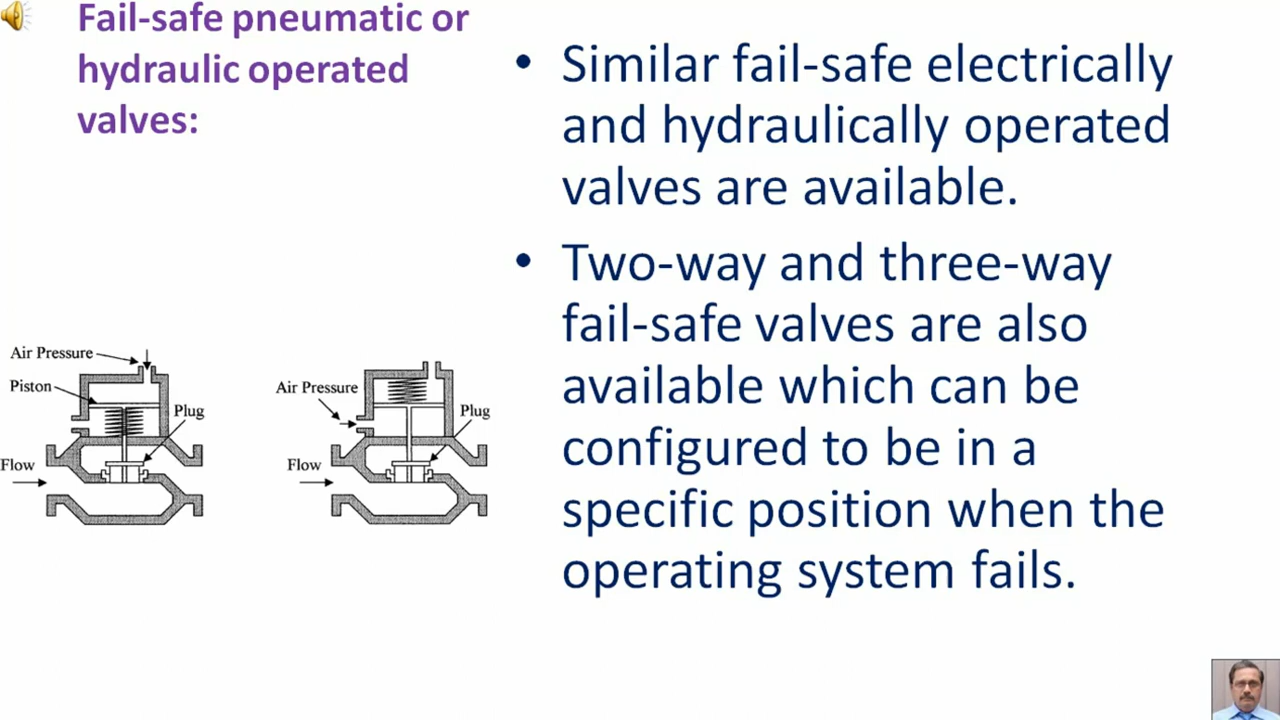 Fail-safe pneumatic or
hydraulic operated
valves:
• Similar fail-safe electrically
and hydraulically operated
valves are available.
• Two-way and three-way
fail-safe valves are also
available which can be
configured to be in a
specific position when the
operating system fails.
Air Pressure
Piston
Plug
Flow
Air Pressure
Plug
Flow